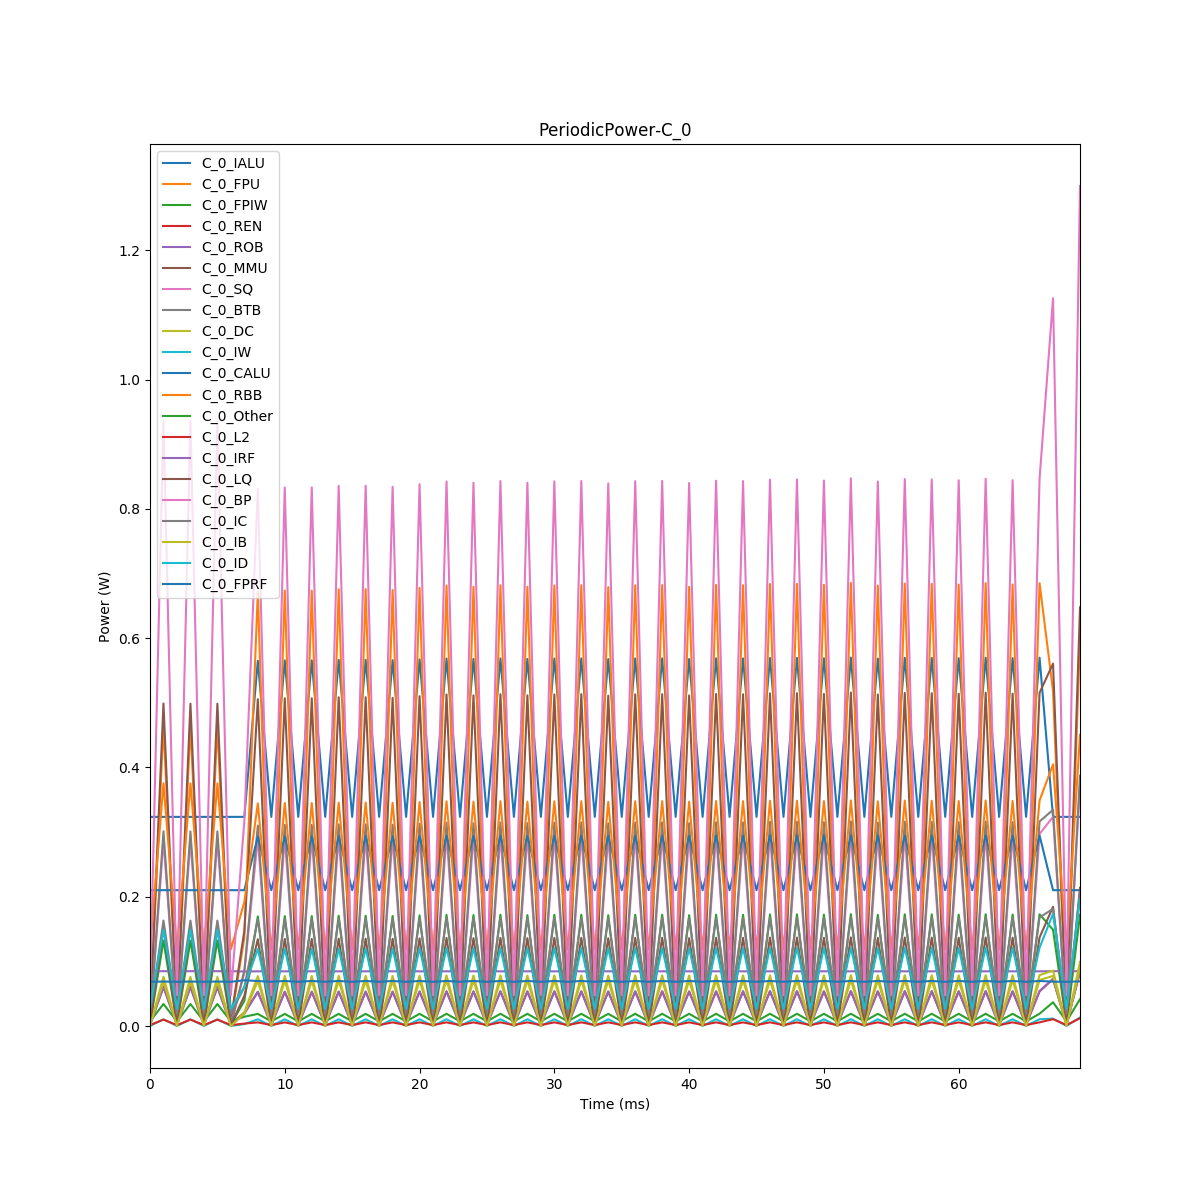 PeriodicPower-C_0
C_0_IALU
C_0_FPU
C_0_FPIW
C_0_REN
C_0_ROB
C_0_MMU
C_0_SQ
C_0_BTB
C_0_DC
C_0_IW
C_0_CALU
C_0_RBB
C_0_Other
C_0_L2
C_0_IRF
C_0_LQ
C_0_BP
C_0_IC
C_0_IB
C_0_ID
C_0_FPRF
1.2
1.0
0.8
0.6
0.4
0.2
0.0
Power (W)
0 10 20 30 40 50 60
Time (ms)